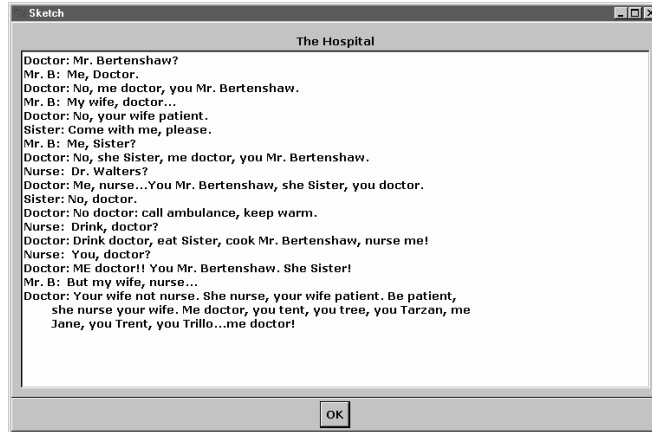 Sketch
The Hospital
Doctor: Mr. Bertenshaw?
Mr. B:  Me, Doctor.
Doctor: No, me doctor, you Mr. Bertenshaw.
Mr. B:  My wife, doctor...
Doctor: No, your wife patient.
Sister: Come with me, please.
Mr. B:  Me, Sister?
Doctor: No, she Sister, me doctor, you Mr. Bertenshaw.
Nurse:  Dr. Walters?
Doctor: Me, nurse...You Mr. Bertenshaw, she Sister, you doctor.
Sister: No, doctor.
Doctor: No doctor: call ambulance, keep warm.
Nurse:  Drink, doctor?
Doctor: Drink doctor, eat Sister, cook Mr. Bertenshaw, nurse me!
Nurse:  You, doctor?
Doctor: ME doctor!! You Mr. Bertenshaw. She Sister!
Mr. B:  But my wife, nurse...
Doctor: Your wife not nurse. She nurse, your wife patient. Be patient,
she nurse your wife. Me doctor, you tent, you tree, you Tarzan, me
Jane, you Trent, you Trillo...me doctor!
OK